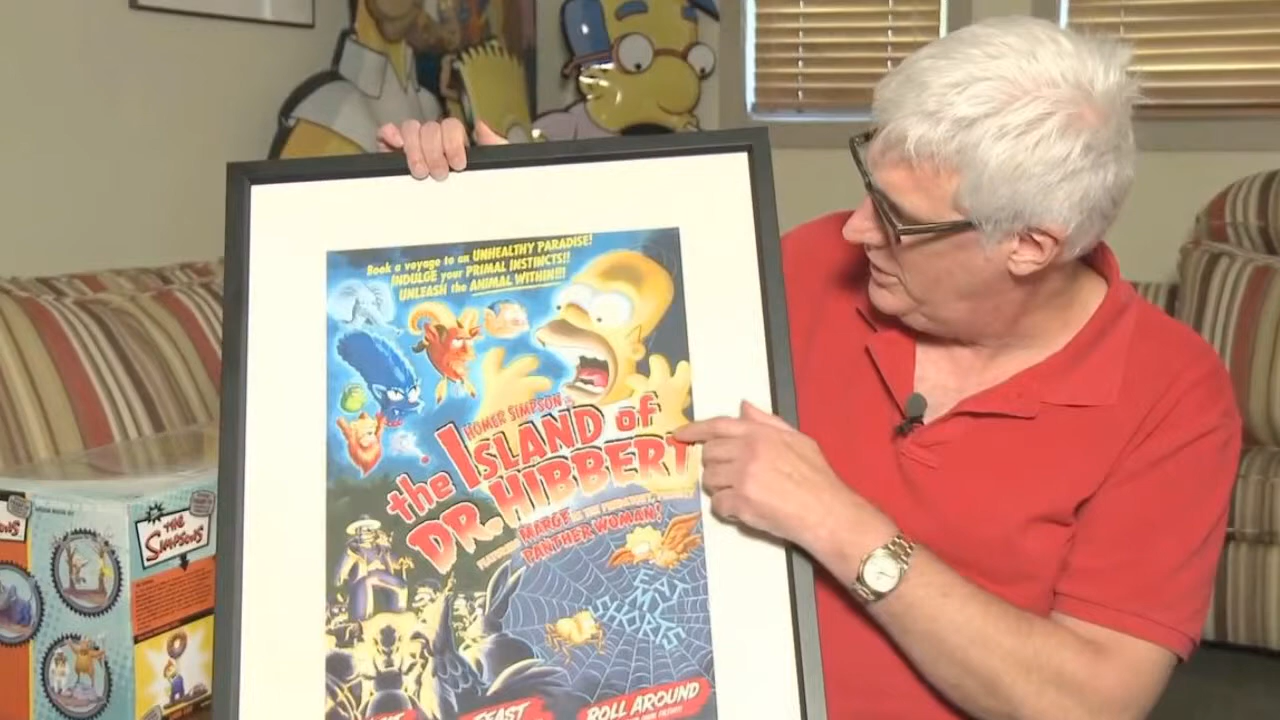 Book a voyage to an UNHEALTHY PARADISE!
INDULGE your PRIMAL INSTINCTS!!
UNLEASH the ANIMAL WITHIN!!!
HOMER SIMPSON
the ISLAND of
DR. HIBBERT
MARGE
PANTHER WOMAN!
EAT
MY
SHORTS
ROLL AROUND
THE
SIMPSONS